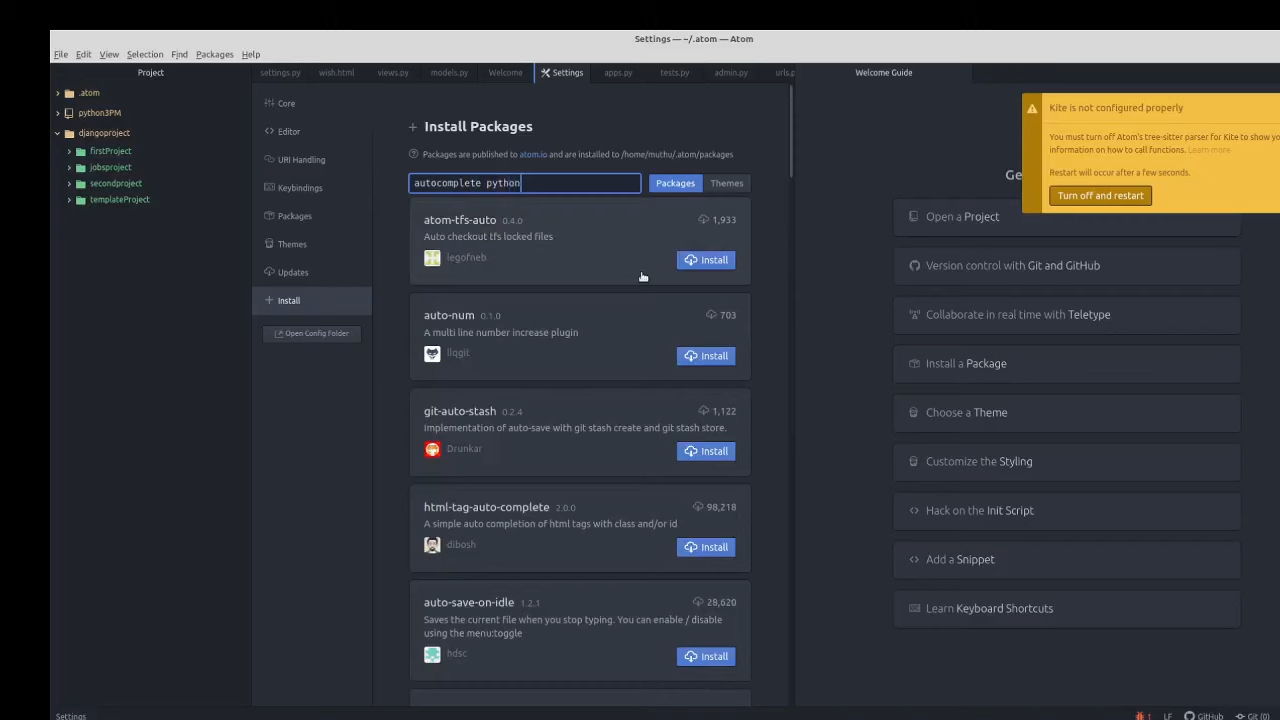 Settings — ~/.atom — Atom
File Edit View Selection Find Packages Help
Project
settings.py wish.html views.py models.py Welcome Settings apps.py tests.py admin.py urls.p
Welcome Guide
.atom
python3PM
djangoproject
firstProject
jobsproject
secondproject
templateProject
Core
Editor
URI Handling
Keybindings
Packages
Themes
Updates
Install
Open Config Folder
Install Packages
Packages are published to atom.io and are installed to /home/muthu/.atom/packages
autocomplete python
Packages Themes
atom-tfs-auto 0.4.0 1,933
Auto checkout tfs locked files
legofneb Install
auto-num 0.1.0 703
A multi line number increase plugin
llqgit Install
git-auto-stash 0.2.4 1,122
Implementation of auto-save with git stash create and git stash store.
Drunkar Install
html-tag-auto-complete 2.0.0 98,218
A simple auto completion of html tags with class and/or id
dibosh Install
auto-save-on-idle 1.2.1 28,620
Saves the current file when you stop typing. You can enable / disable
using the menu:toggle
hdsc Install
Kite is not configured properly
You must turn off Atom's tree-sitter parser for Kite to show yo
information on how to call functions. Learn more
Restart will occur after a few seconds.
Turn off and restart
Ge
Open a Project
Version control with Git and GitHub
Collaborate in real time with Teletype
Install a Package
Choose a Theme
Customize the Styling
Hack on the Init Script
Add a Snippet
Learn Keyboard Shortcuts
Settings
1 LF GitHub Git (0)